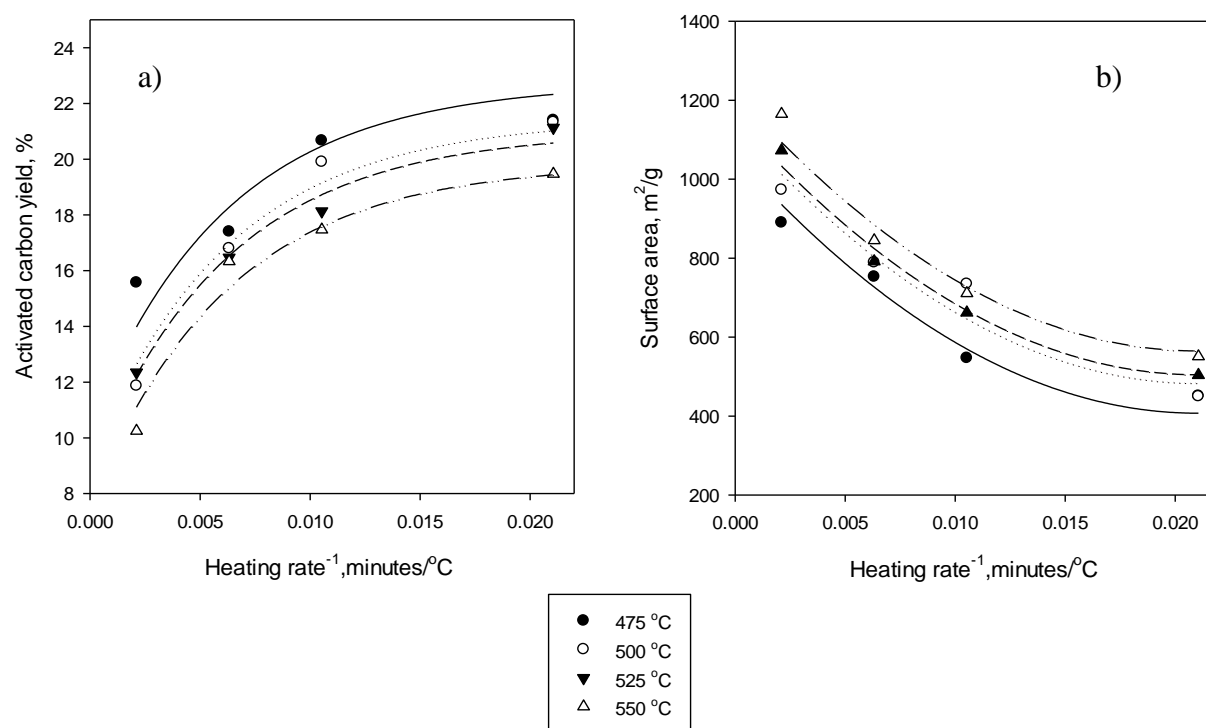 a)
24
22
20
18
16
14
12
10
8
Activated carbon yield, %
0.000 0.005 0.010 0.015 0.020
Heating rate⁻¹,minutes/°C
b)
1400
1200
1000
800
600
400
200
Surface area, m²/g
0.000 0.005 0.010 0.015 0.020
Heating rate⁻¹,minutes/°C
475 °C
500 °C
525 °C
550 °C